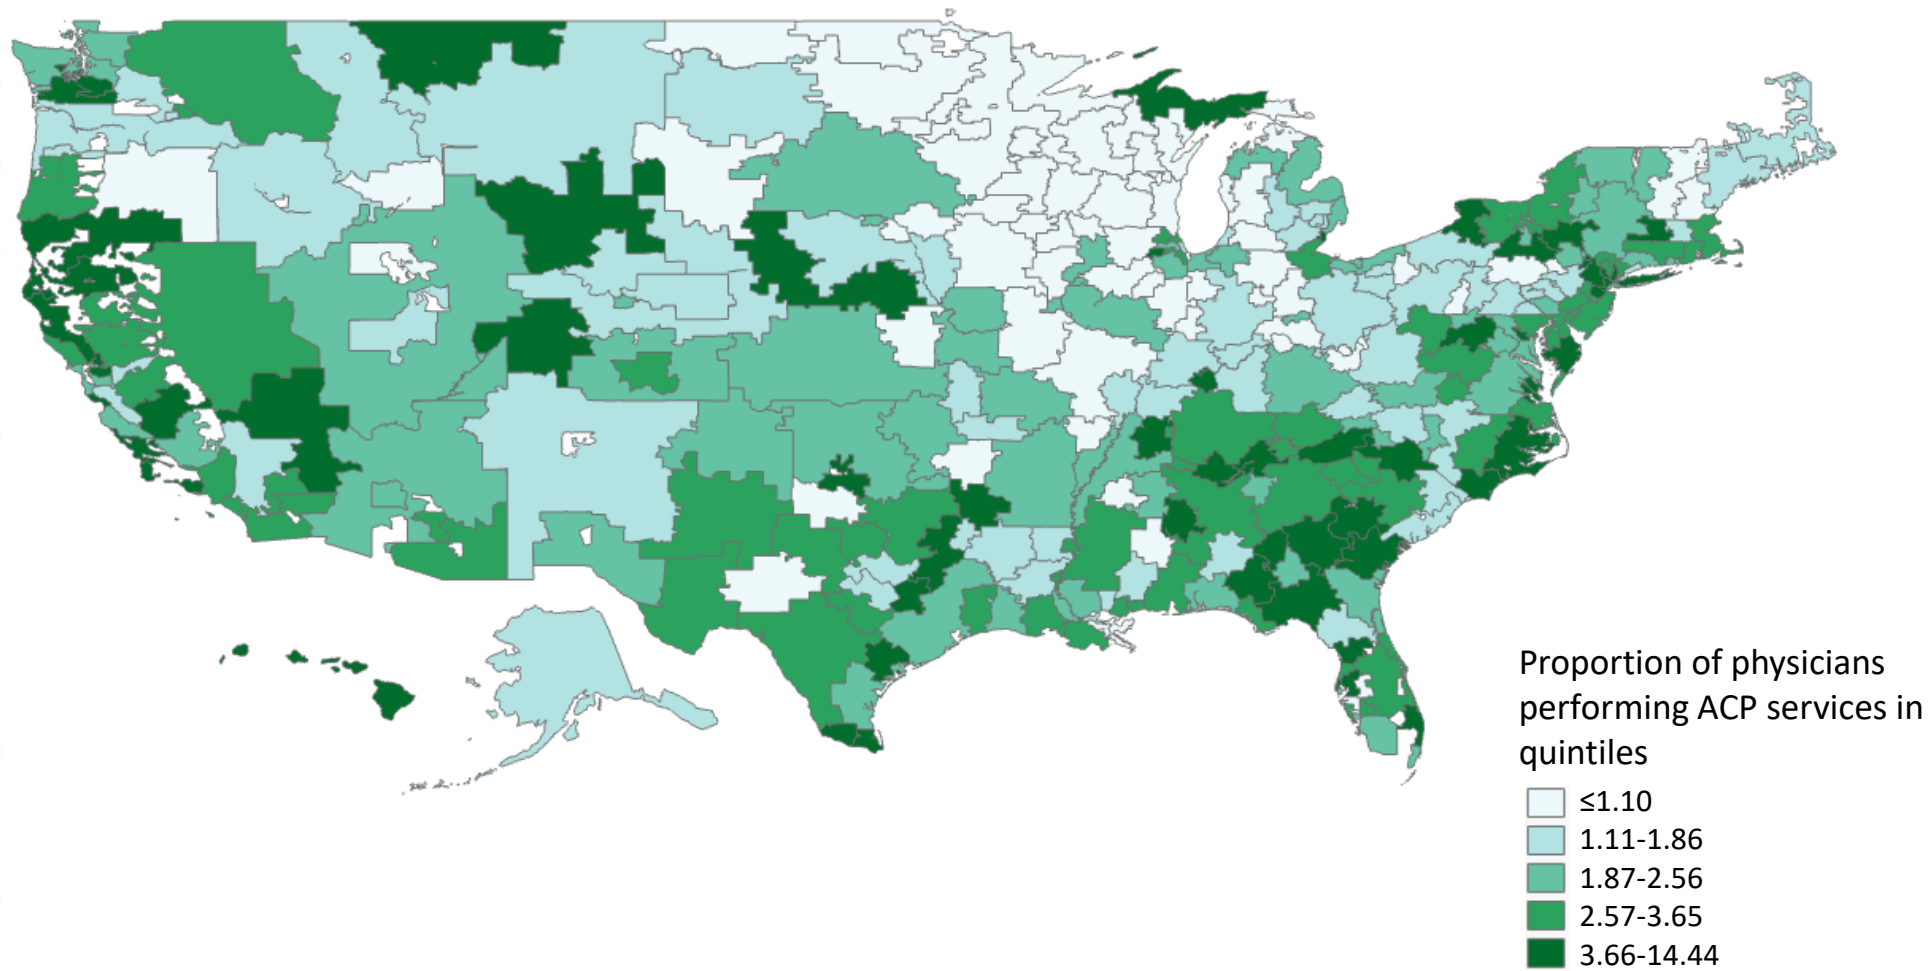 Proportion of physicians
performing ACP services in
quintiles
≤1.10
1.11-1.86
1.87-2.56
2.57-3.65
3.66-14.44